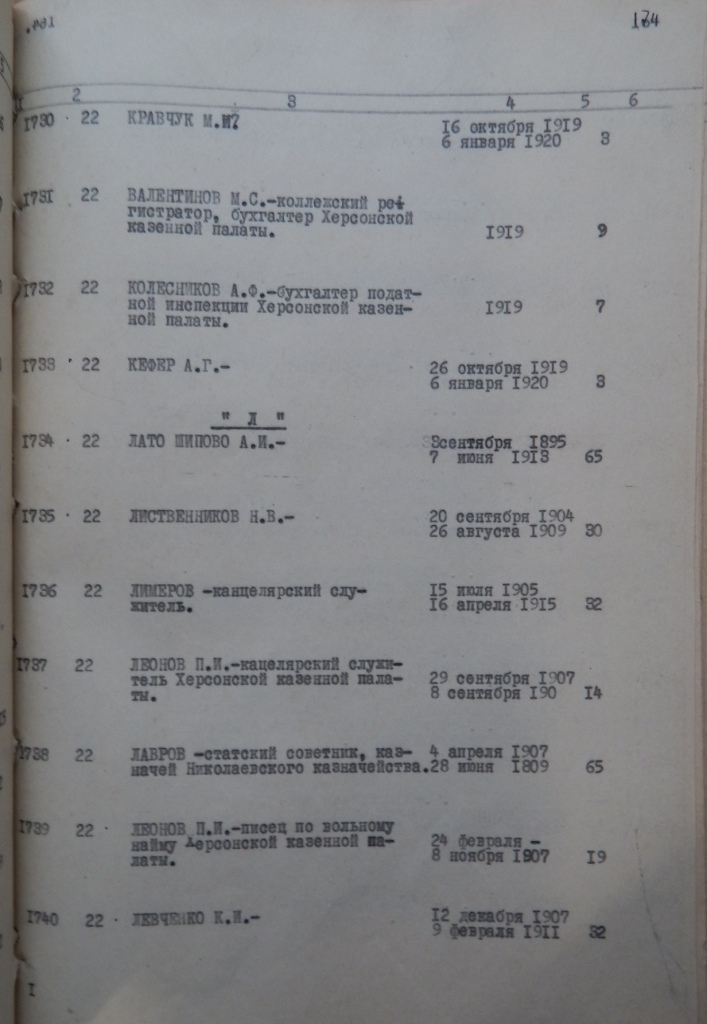 164.
164
1 2 3 4 5 6
1730 22 КРАВЧУК М.И? 16 октября 1919
6 января 1920 3
1731 22 ВАЛЕНТИНОВ М.С.-коллежский ре
гистратор, бухгалтер Херсонской
казенной палаты. 1919 9
1732 22 КОЛЕСНИКОВ А.Ф.-бухгалтер подат-
ной инспекции Херсонской казен-
ной палаты. 1919 7
1733 22 КЕФЕР А.Г.- 26 октября 1919
6 января 1920 3
" Л "
1734 22 ЛАТО ШИПОВО А.И.- 3сентября 1895
7 июня 1913 65
1735 22 ЛИСТВЕННИКОВ Н.В.- 20 сентября 1904
26 августа 1909 30
1736 22 ЛИМЕРОВ -канцелярский слу-
житель. 15 июля 1905
16 апреля 1915 32
1737 22 ЛЕОНОВ П.И.-кацелярский служи-
тель Херсонской казенной пала- 29 сентября 1907
ты. 8 сентября 190 14
1738 22 ЛАВРОВ -статский советник, каз- 4 апреля 1907
начей Николаевского казначейства. 28 июня 1809 65
1739 22 ЛЕОНОВ П.И.-писец по вольному
найму Херсонской казенной па- 24 февраля -
латы. 8 ноября 1907 19
1740 22 ЛЕВЧЕНКО К.И.- 12 декабря 1907
9 февраля 1911 32
I